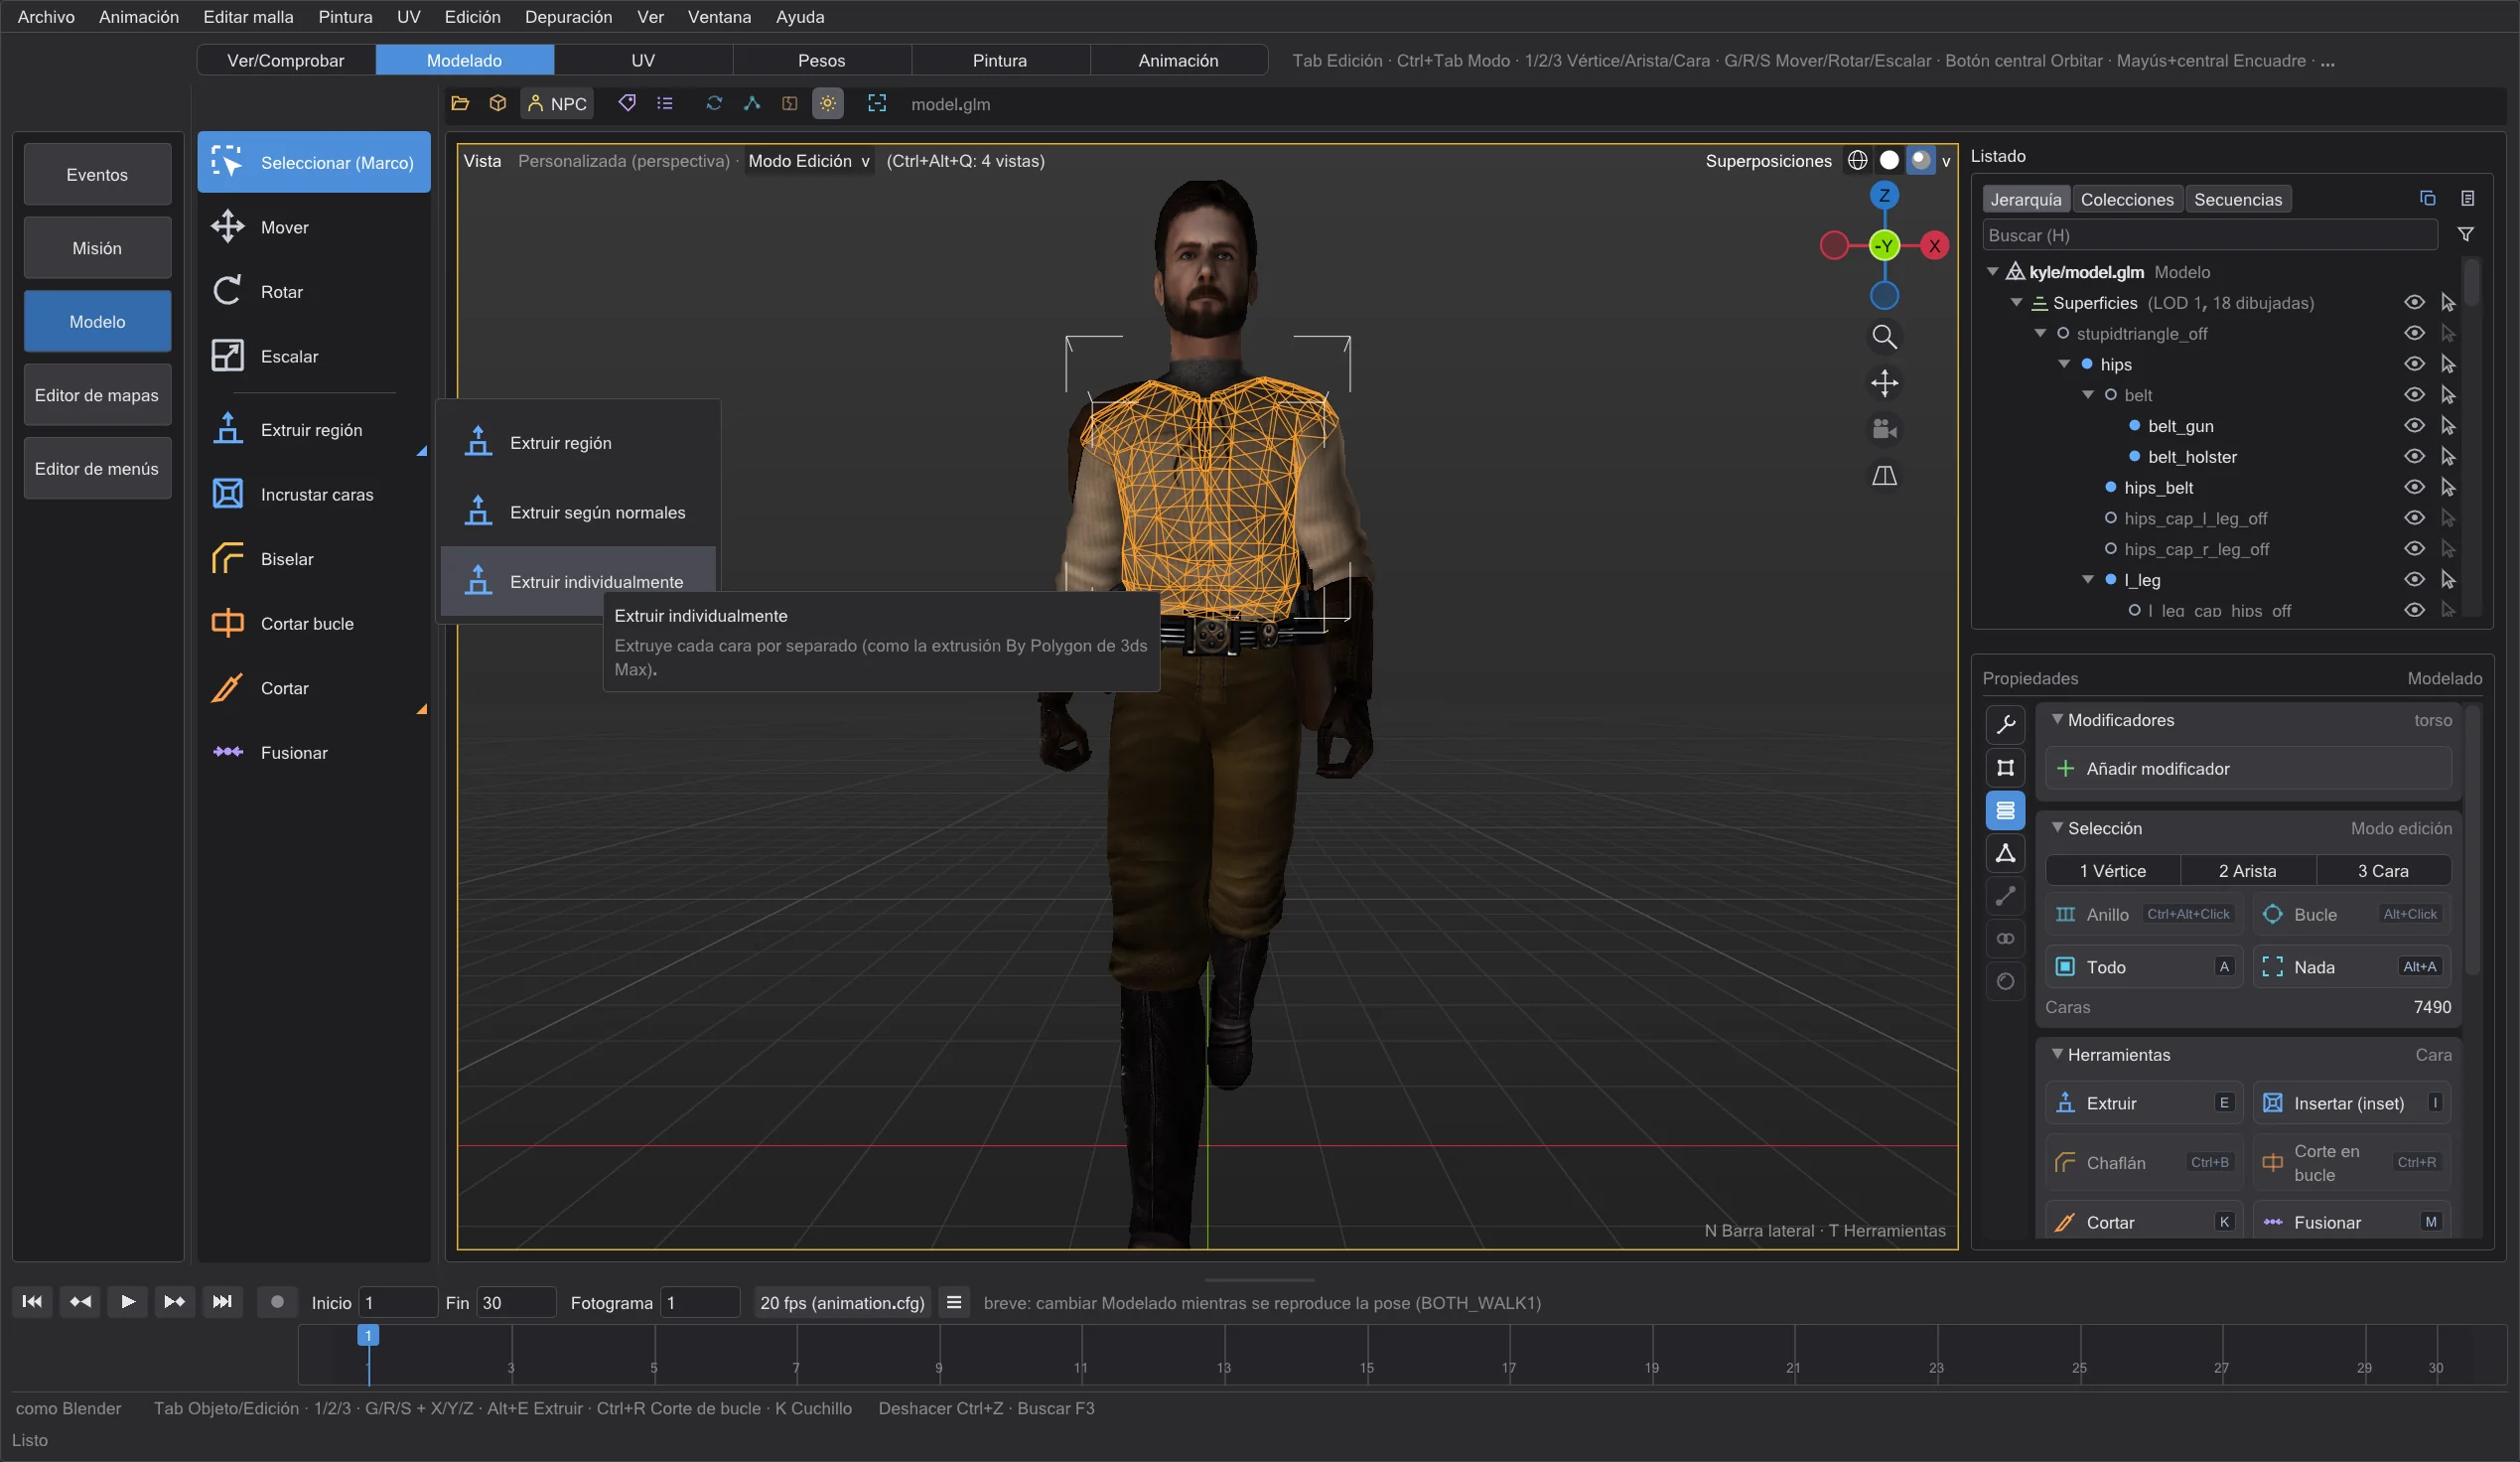 Archivo Animación Editar malla Pintura UV Edición Depuración Ver Ventana Ayuda
Ver/Comprobar Modelado UV Pesos Pintura Animación Tab Edición · Ctrl+Tab Modo · 1/2/3 Vértice/Arista/Cara · G/R/S Mover/Rotar/Escalar · Botón central Orbitar · Mayús+central Encuadre · ...
NPC model.glm
Eventos
Misión
Modelo
Editor de mapas
Editor de menús
Seleccionar (Marco)
Mover
Rotar
Escalar
Extruir región
Incrustar caras
Biselar
Cortar bucle
Cortar
Fusionar
Vista Personalizada (perspectiva) · Modo Edición v (Ctrl+Alt+Q: 4 vistas)
Superposiciones v
Z
-Y X
Extruir región
Extruir según normales
Extruir individualmente
Extruir individualmente
Extruye cada cara por separado (como la extrusión By Polygon de 3ds
Max).
N Barra lateral · T Herramientas
Listado
Jerarquía Colecciones Secuencias
Buscar (H)
kyle/model.glm Modelo
Superficies (LOD 1, 18 dibujadas)
stupidtriangle_off
hips
belt
belt_gun
belt_holster
hips_belt
hips_cap_l_leg_off
hips_cap_r_leg_off
l_leg
l_leg_cap_hips_off
Propiedades Modelado
Modificadores torso
Añadir modificador
Selección Modo edición
1 Vértice 2 Arista 3 Cara
Anillo Ctrl+Alt+Click Bucle Alt+Click
Todo A Nada Alt+A
Caras 7490
Herramientas Cara
Extruir E Insertar (inset) I
Chaflán Ctrl+B Corte en bucle Ctrl+R
Cortar K Fusionar M
Inicio 1 Fin 30 Fotograma 1 20 fps (animation.cfg) breve: cambiar Modelado mientras se reproduce la pose (BOTH_WALK1)
1
1 3 5 7 9 11 13 15 17 19 21 23 25 27 29 30
como Blender Tab Objeto/Edición · 1/2/3 · G/R/S + X/Y/Z · Alt+E Extruir · Ctrl+R Corte de bucle · K Cuchillo Deshacer Ctrl+Z · Buscar F3
Listo